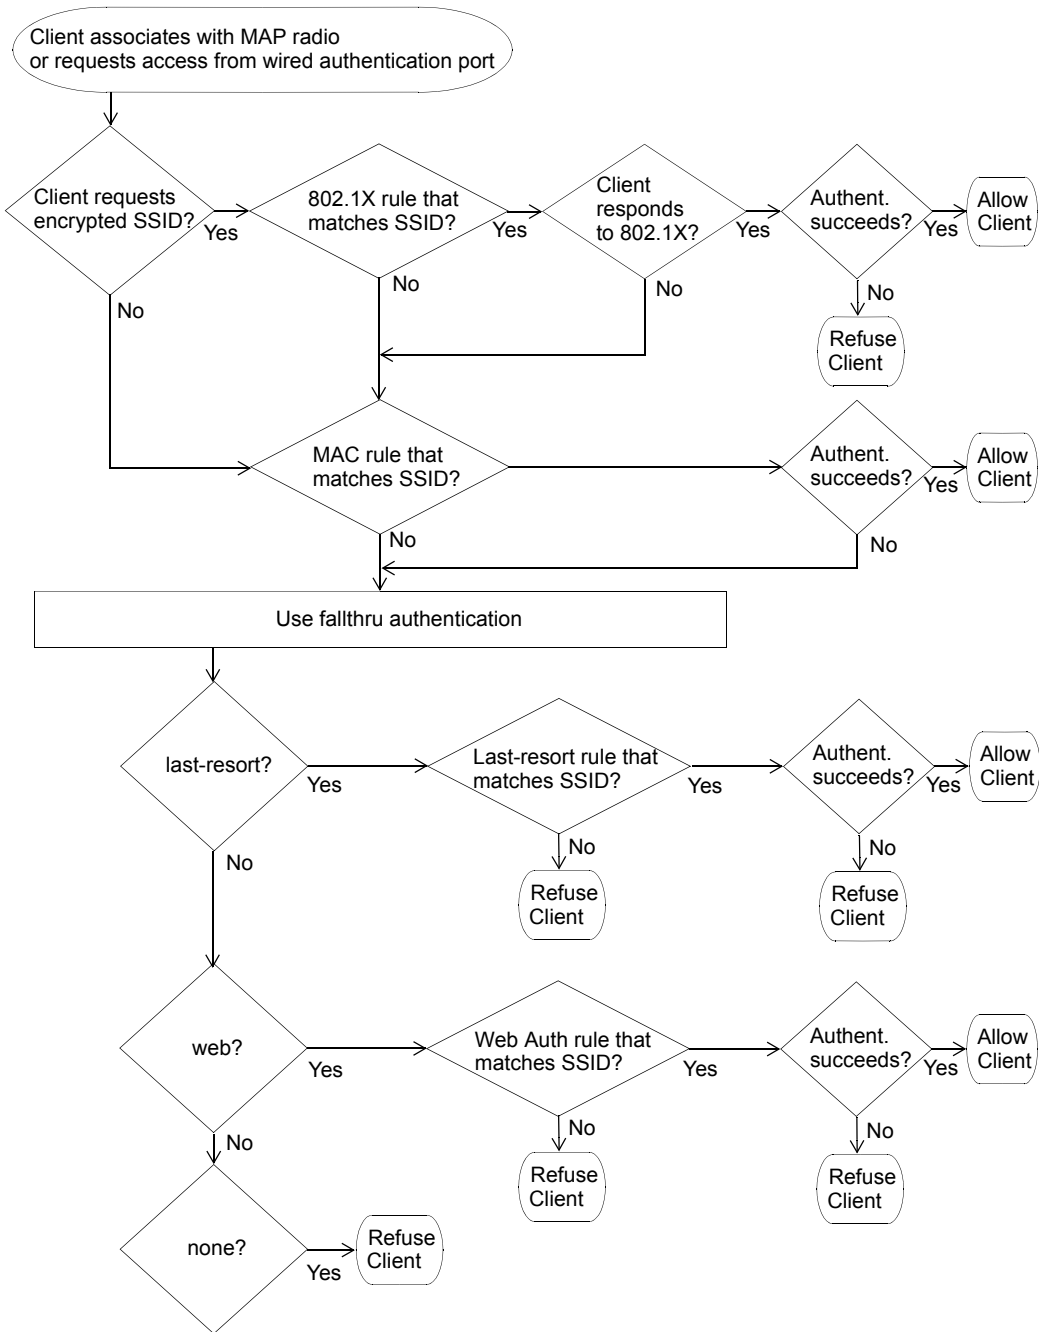 Client associates with MAP radio
or requests access from wired authentication port
Client requests
encrypted SSID?
Yes
No
802.1X rule that
matches SSID?
Yes
No
Client
responds
to 802.1X?
Yes
No
Authent.
succeeds?
Yes
No
Allow
Client
Refuse
Client
MAC rule that
matches SSID?
No
Authent.
succeeds?
Yes
No
Allow
Client
Use fallthru authentication
last-resort?
Yes
No
Last-resort rule that
matches SSID?
Yes
No
Refuse
Client
Authent.
succeeds?
Yes
No
Allow
Client
Refuse
Client
web?
Yes
No
Web Auth rule that
matches SSID?
Yes
No
Refuse
Client
Authent.
succeeds?
Yes
No
Allow
Client
Refuse
Client
none?
Yes
Refuse
Client